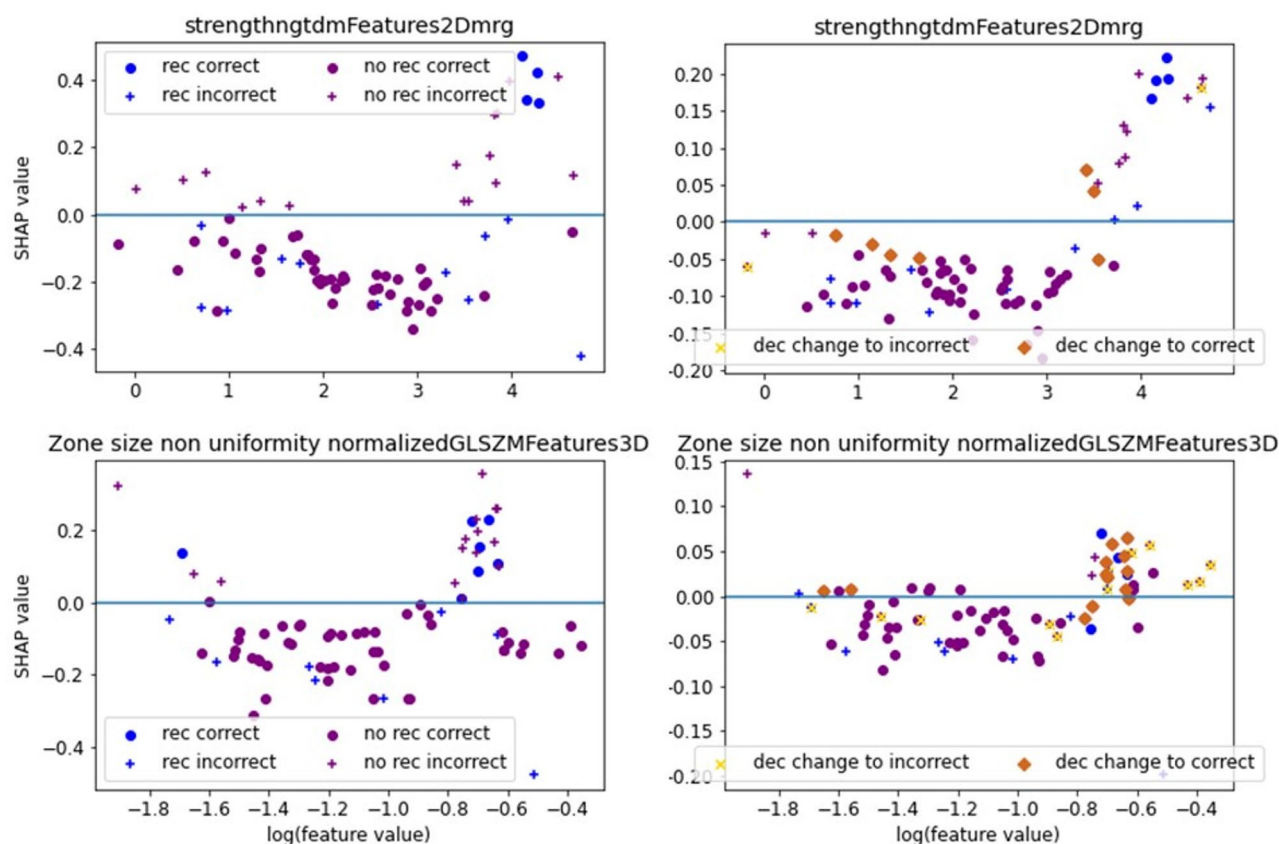 strengthngtdmFeatures2Dmrg
rec correct
no rec correct
rec incorrect
no rec incorrect
SHAP value
0.4
0.2
0.0
−0.2
−0.4
0 1 2 3 4
strengthngtdmFeatures2Dmrg
0.20
0.15
0.10
0.05
0.00
-0.05
-0.10
-0.15
-0.20
dec change to incorrect
dec change to correct
0 1 2 3 4
Zone size non uniformity normalizedGLSZMFeatures3D
SHAP value
0.2
0.0
−0.2
−0.4
rec correct
no rec correct
rec incorrect
no rec incorrect
−1.8 −1.6 −1.4 −1.2 −1.0 −0.8 −0.6 −0.4
log(feature value)
Zone size non uniformity normalizedGLSZMFeatures3D
0.15
0.10
0.05
0.00
-0.05
-0.10
-0.15
-0.20
dec change to incorrect
dec change to correct
−1.8 −1.6 −1.4 −1.2 −1.0 −0.8 −0.6 −0.4
log(feature value)